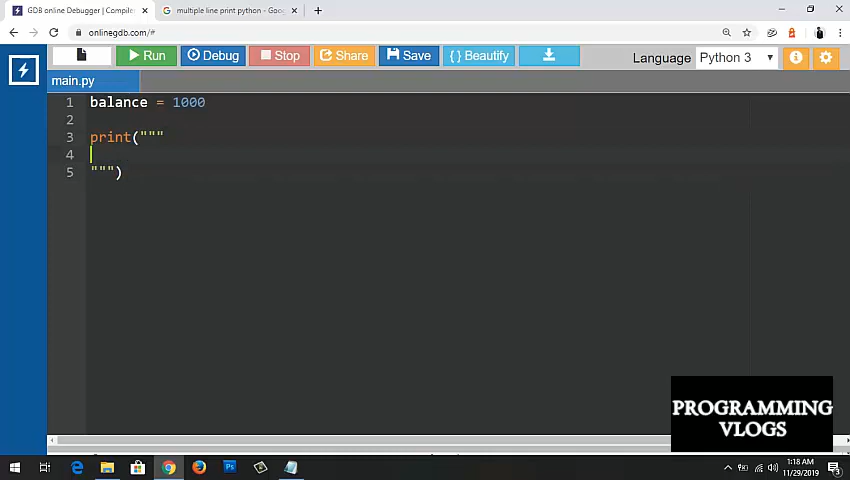 GDB online Debugger | Compiler
multiple line print python - Goo
onlinegdb.com/#
Run
Debug
Stop
Share
Save
{ } Beautify
Language
Python 3
main.py
1 balance = 1000
2
3 print("""
4
5 """)
PROGRAMMING
VLOGS
1:18 AM
11/29/2019
3